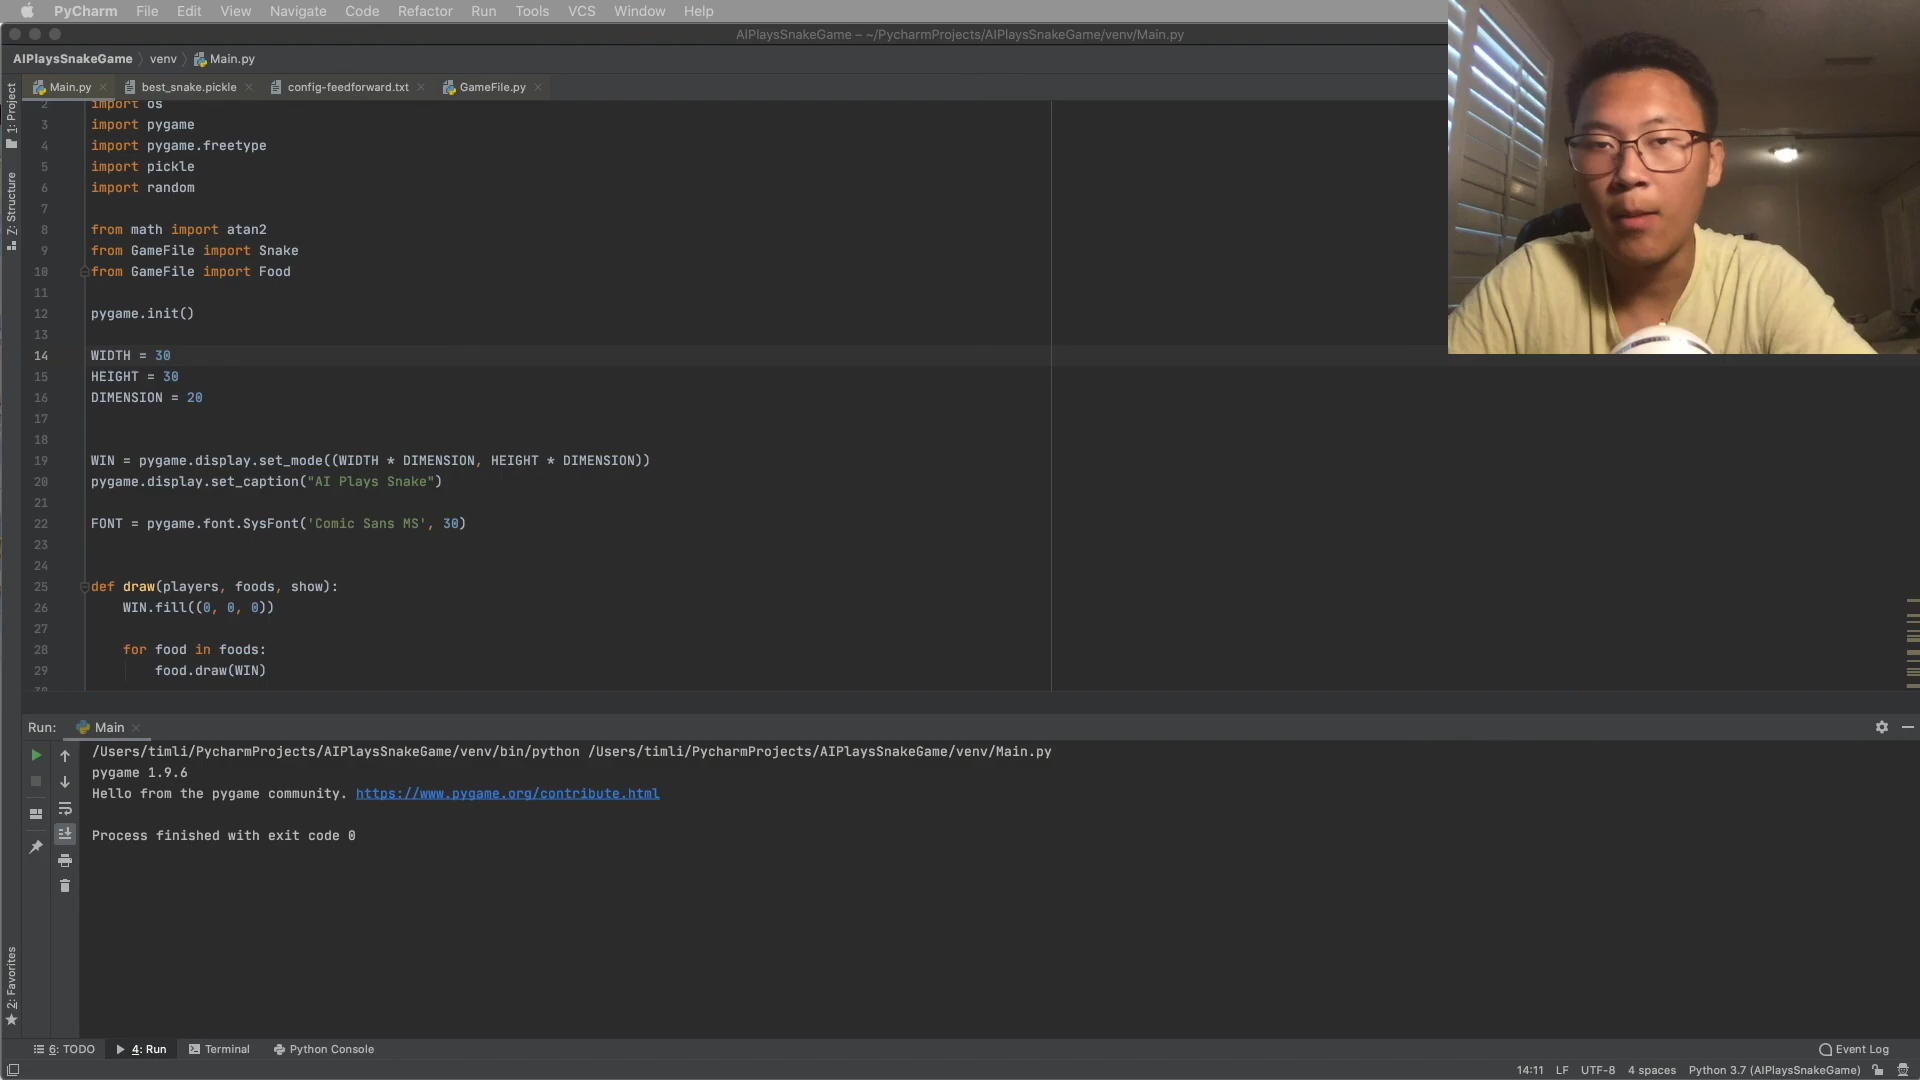 PyCharm File Edit View Navigate Code Refactor Run Tools VCS Window Help
AIPlaysSnakeGame – ~/PycharmProjects/AIPlaysSnakeGame/venv/Main.py
AIPlaysSnakeGame venv Main.py
Main.py best_snake.pickle config-feedforward.txt GameFile.py
1: Project
Z: Structure
2: Favorites
2 import os
3 import pygame
4 import pygame.freetype
5 import pickle
6 import random
7
8 from math import atan2
9 from GameFile import Snake
10 from GameFile import Food
11
12 pygame.init()
13
14 WIDTH = 30
15 HEIGHT = 30
16 DIMENSION = 20
17
18
19 WIN = pygame.display.set_mode((WIDTH * DIMENSION, HEIGHT * DIMENSION))
20 pygame.display.set_caption("AI Plays Snake")
21
22 FONT = pygame.font.SysFont('Comic Sans MS', 30)
23
24
25 def draw(players, foods, show):
26 WIN.fill((0, 0, 0))
27
28 for food in foods:
29 food.draw(WIN)
30
Run: Main
/Users/timli/PycharmProjects/AIPlaysSnakeGame/venv/bin/python /Users/timli/PycharmProjects/AIPlaysSnakeGame/venv/Main.py
pygame 1.9.6
Hello from the pygame community. https://www.pygame.org/contribute.html
Process finished with exit code 0
6: TODO 4: Run Terminal Python Console Event Log
14:11 LF UTF-8 4 spaces Python 3.7 (AIPlaysSnakeGame)